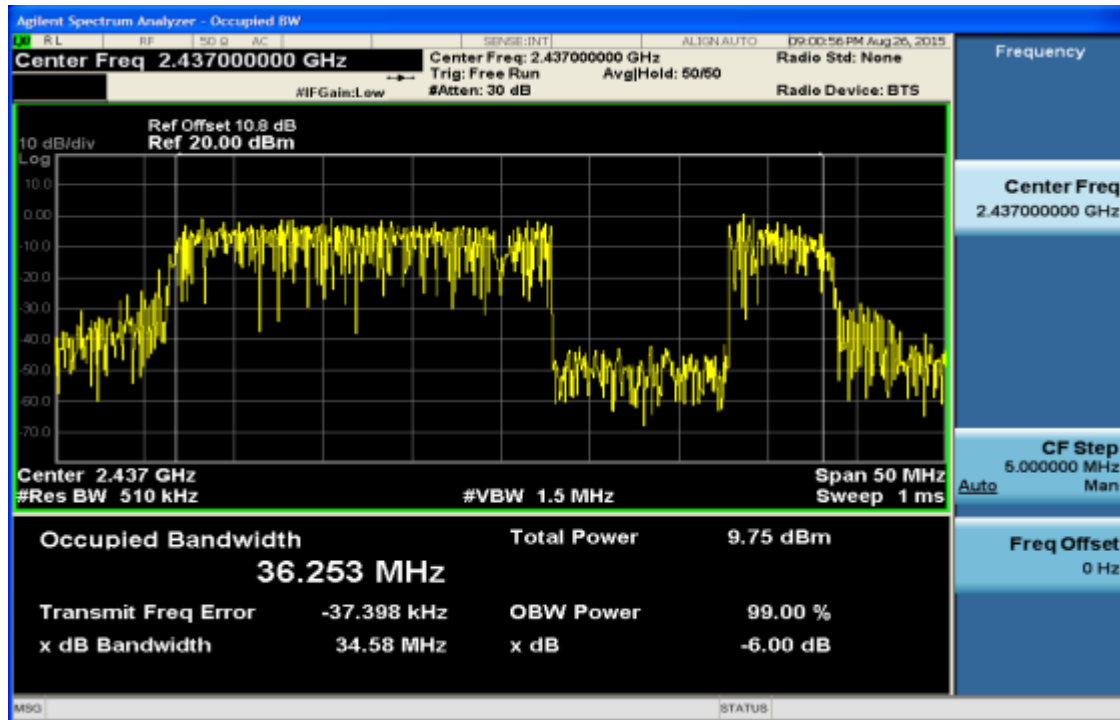 Agilent Spectrum Analyzer - Occupied BW
RL RF 50 Ω AC SENSE:INT ALIGN AUTO 09:00:56 PM Aug 26, 2015
Center Freq 2.437000000 GHz
Center Freq: 2.437000000 GHz Radio Std: None
Trig: Free Run Avg|Hold: 50/50
#IFGain:Low #Atten: 30 dB Radio Device: BTS
Frequency
Ref Offset 10.8 dB
10 dB/div Ref 20.00 dBm
Log
10.0
0.00
-10.0
-20.0
-30.0
-40.0
-50.0
-60.0
-70.0
Center 2.437 GHz Span 50 MHz
#Res BW 510 kHz #VBW 1.5 MHz Sweep 1 ms
Occupied Bandwidth Total Power 9.75 dBm
36.253 MHz
Transmit Freq Error -37.398 kHz OBW Power 99.00 %
x dB Bandwidth 34.58 MHz x dB -6.00 dB
Center Freq
2.437000000 GHz
CF Step
5.000000 MHz
Auto Man
Freq Offset
0 Hz
MSG STATUS